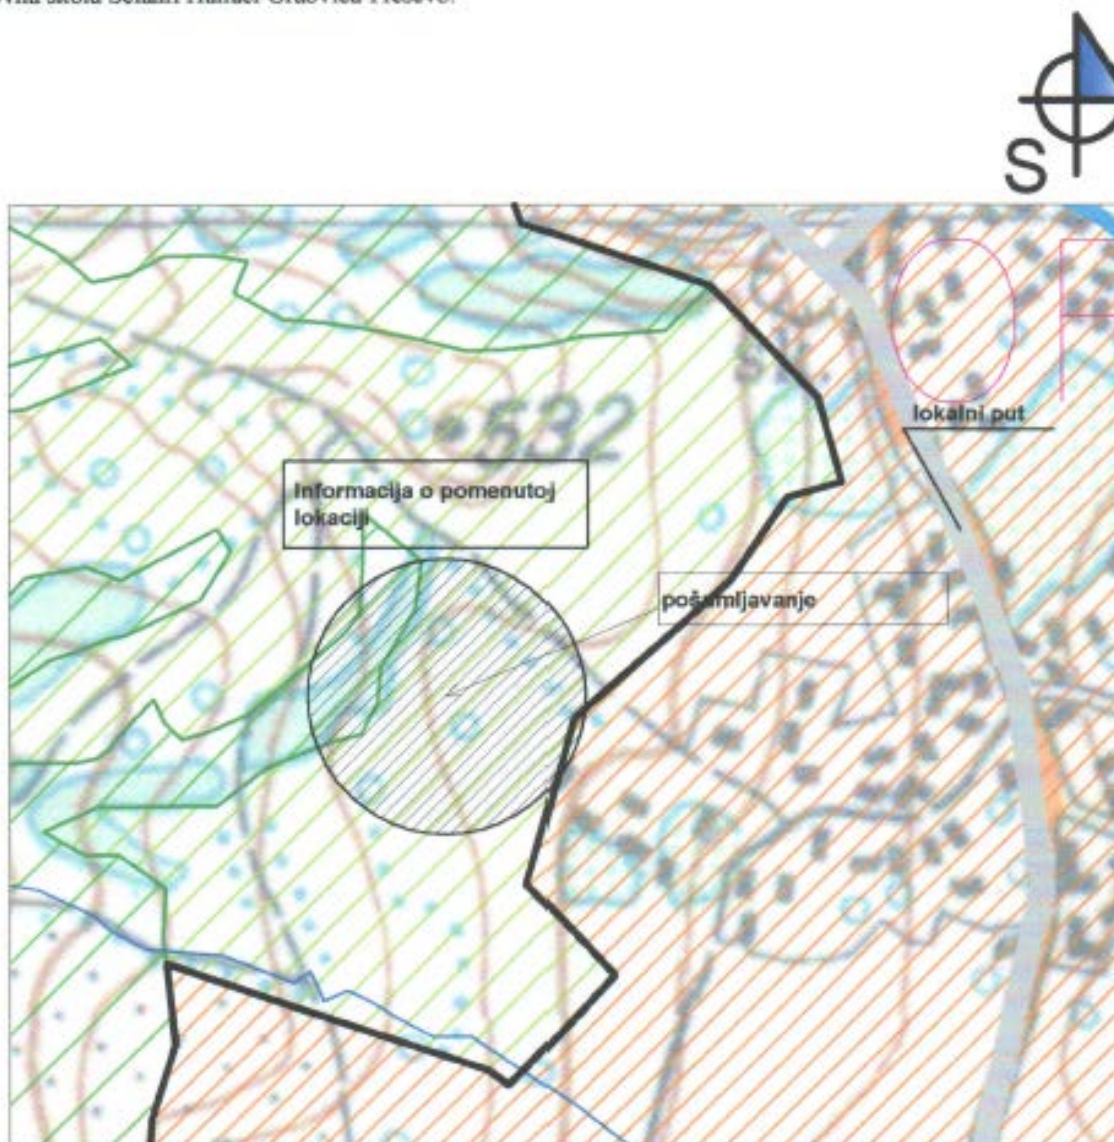 S
O
lokalni put
532
Informacija o pomenutoj
lokaciji
pošumljavanje